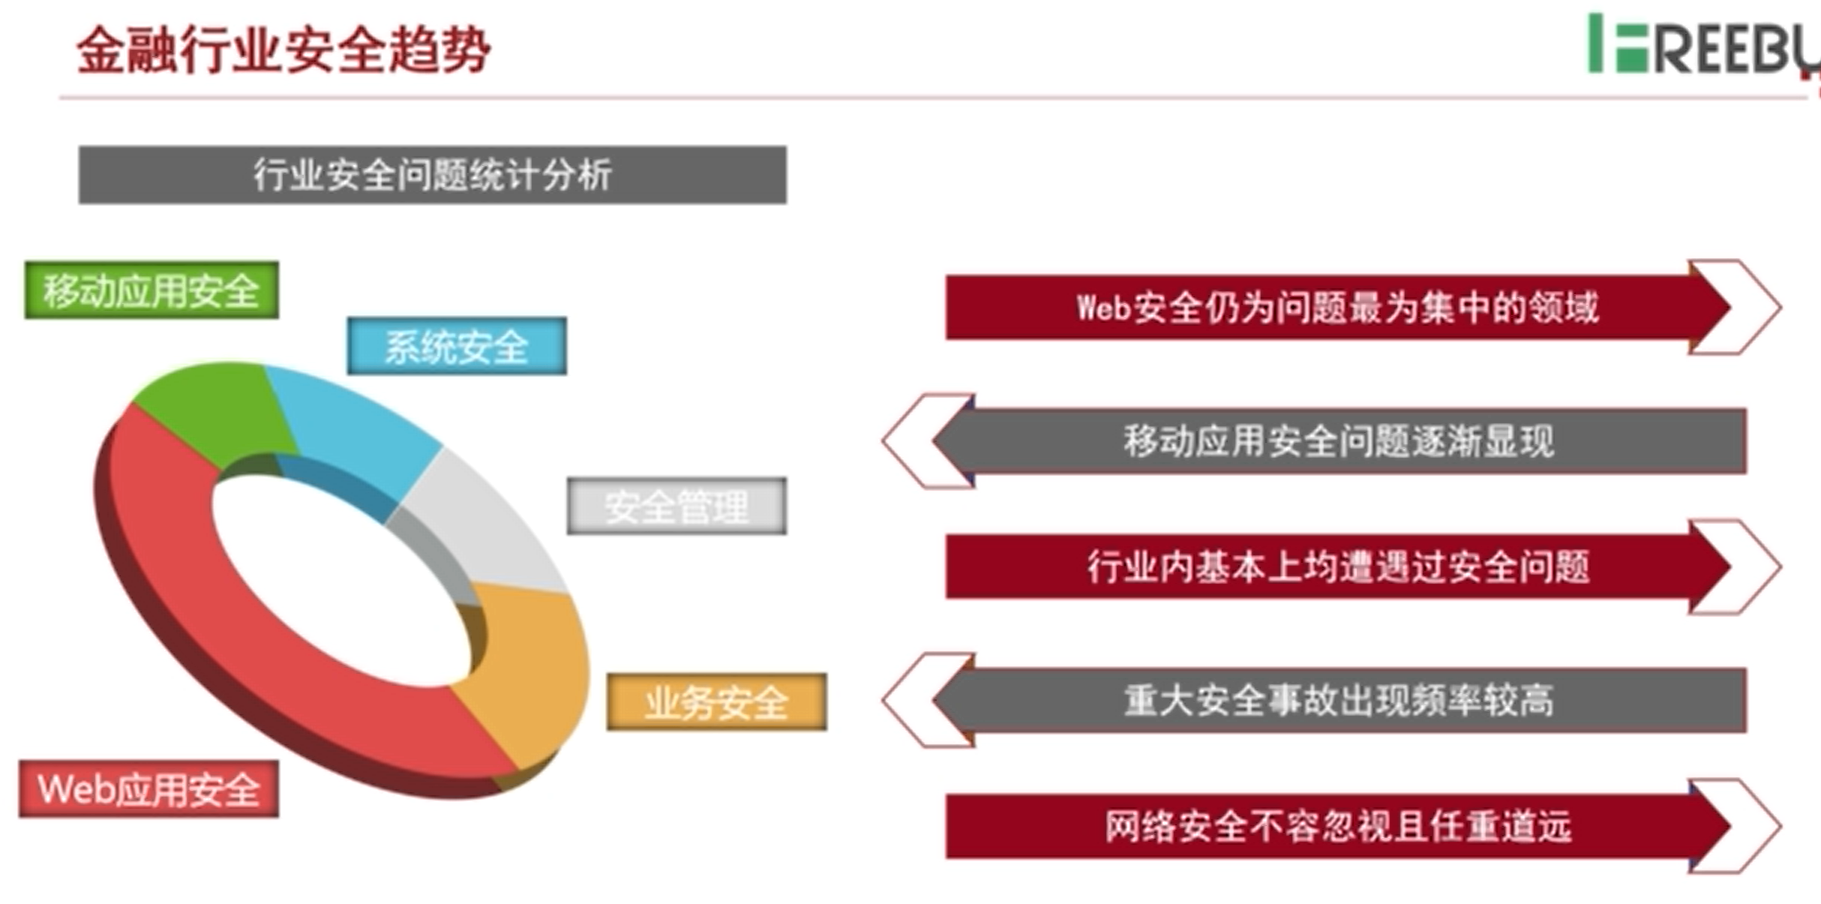 金融行业安全趋势
FREEBU
行业安全问题统计分析
移动应用安全
系统安全
安全管理
业务安全
Web应用安全
Web安全仍为问题最为集中的领域
移动应用安全问题逐渐显现
行业内基本上均遭遇过安全问题
重大安全事故出现频率较高
网络安全不容忽视且任重道远